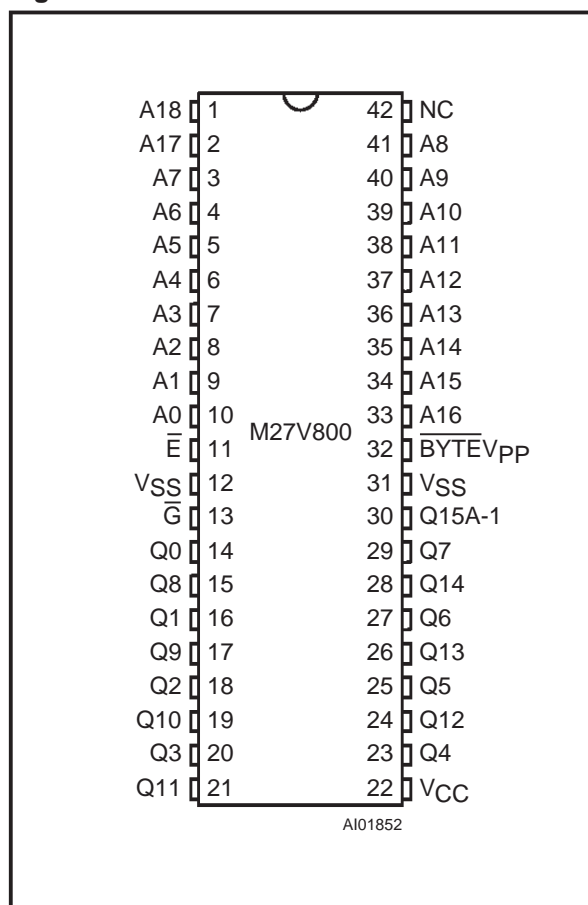 A18 1 42 NC
A17 2 41 A8
A7 3 40 A9
A6 4 39 A10
A5 5 38 A11
A4 6 37 A12
A3 7 36 A13
A2 8 35 A14
A1 9 34 A15
A0 10 33 A16
M27V800
E̅ 11 32 B̅Y̅T̅E̅VPP
VSS 12 31 VSS
G̅ 13 30 Q15A-1
Q0 14 29 Q7
Q8 15 28 Q14
Q1 16 27 Q6
Q9 17 26 Q13
Q2 18 25 Q5
Q10 19 24 Q12
Q3 20 23 Q4
Q11 21 22 VCC
AI01852